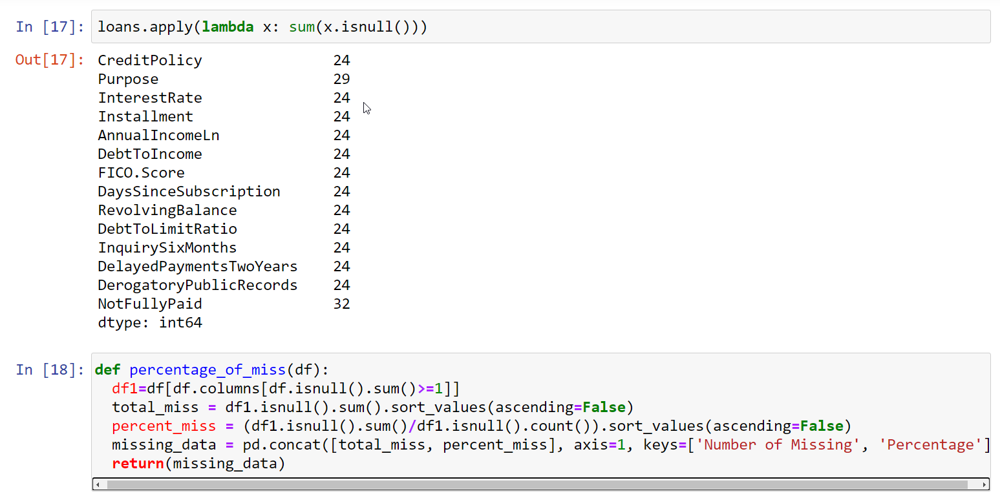 In [17]: loans.apply(lambda x: sum(x.isnull()))
Out[17]: CreditPolicy 24
Purpose 29
InterestRate 24
Installment 24
AnnualIncomeLn 24
DebtToIncome 24
FICO.Score 24
DaysSinceSubscription 24
RevolvingBalance 24
DebtToLimitRatio 24
InquirySixMonths 24
DelayedPaymentsTwoYears 24
DerogatoryPublicRecords 24
NotFullyPaid 32
dtype: int64
In [18]: def percentage_of_miss(df):
df1=df[df.columns[df.isnull().sum()>=1]]
total_miss = df1.isnull().sum().sort_values(ascending=False)
percent_miss = (df1.isnull().sum()/df1.isnull().count()).sort_values(ascending=False)
missing_data = pd.concat([total_miss, percent_miss], axis=1, keys=['Number of Missing', 'Percentage']
return(missing_data)